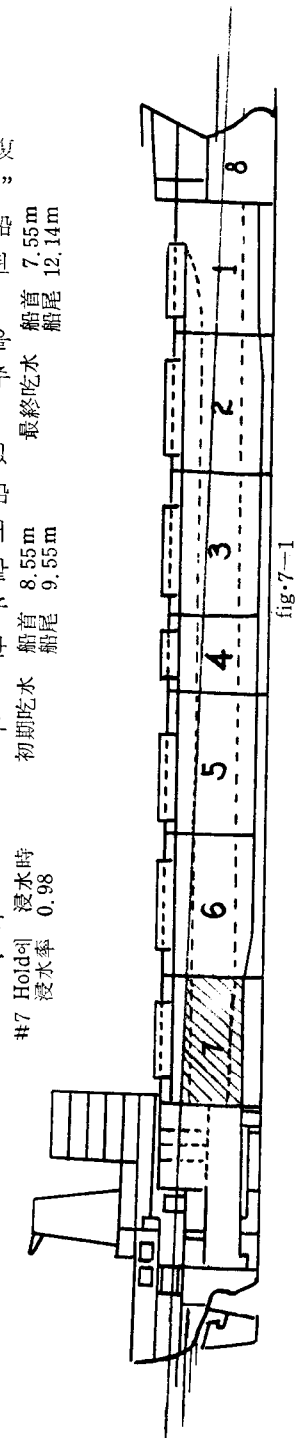 #7 Hold에 浸水時
浸水率 0.98
初期吃水 船首 8.55m
船尾 9.55m
最終吃水 船首 7.55m
船尾 12.14m
7
6
5
4
3
2
1
8
fig·7-1